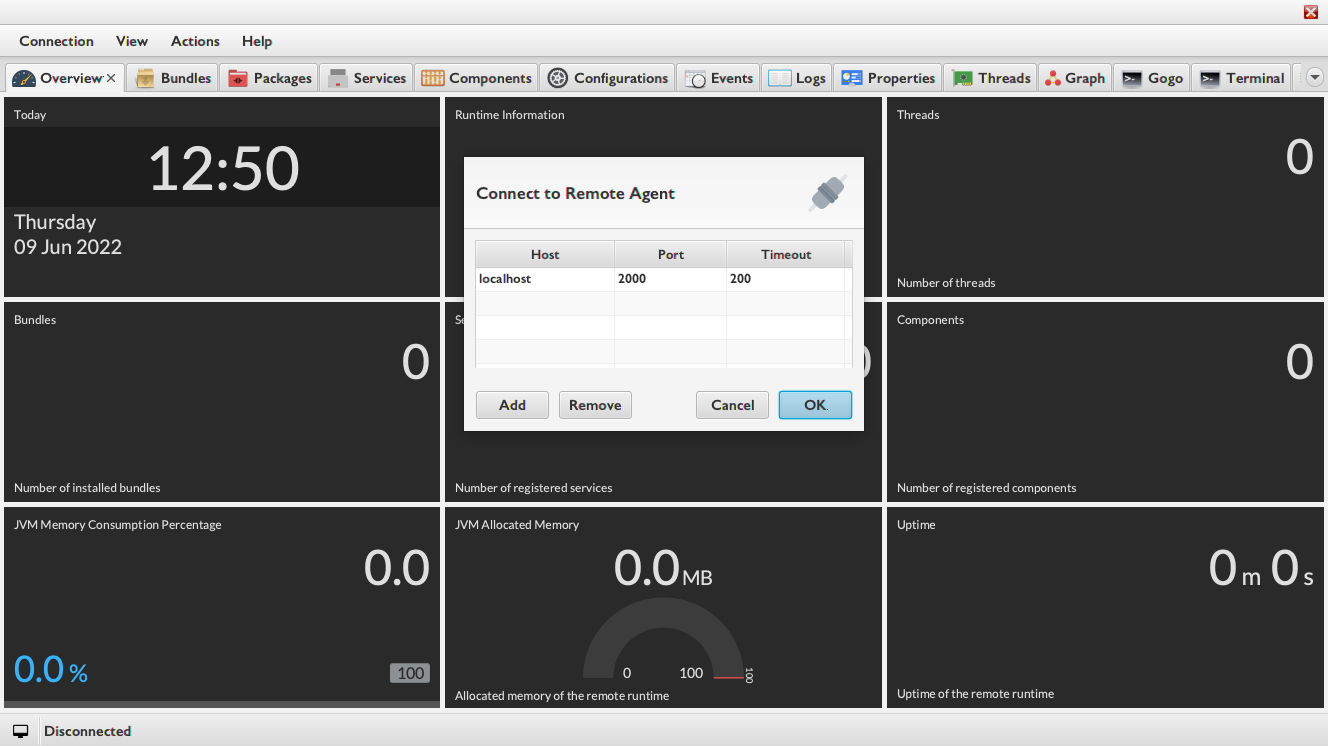 Connection View Actions Help
Overview Bundles Packages Services Components Configurations Events Logs Properties Threads Graph Gogo Terminal
Today
12:50
Thursday
09 Jun 2022
Runtime Information
Threads
0
Number of threads
Connect to Remote Agent
Host Port Timeout
localhost 2000 200
Add Remove Cancel OK
Bundles
0
Number of installed bundles
Number of registered services
Components
0
Number of registered components
JVM Memory Consumption Percentage
0.0
0.0 %
100
JVM Allocated Memory
0.0 MB
0 100 100
Allocated memory of the remote runtime
Uptime
0 m 0 s
Uptime of the remote runtime
Disconnected